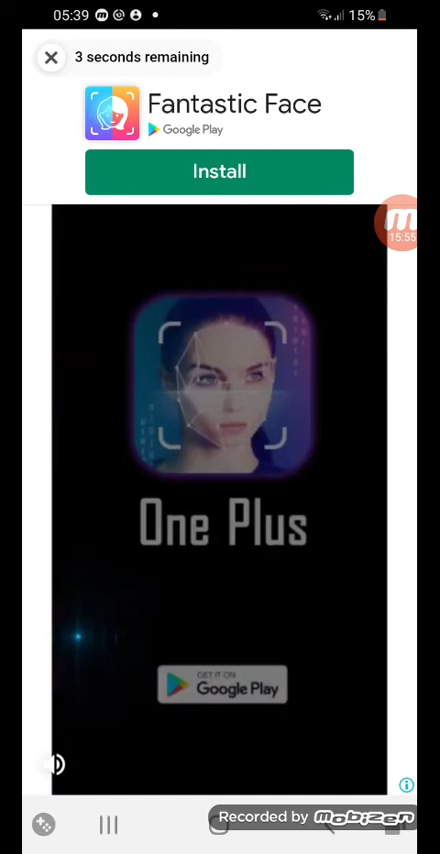 05:39
15%
3 seconds remaining
Fantastic Face
Google Play
Install
15:55
One Plus
GET IT ON
Google Play
Recorded by mobizen